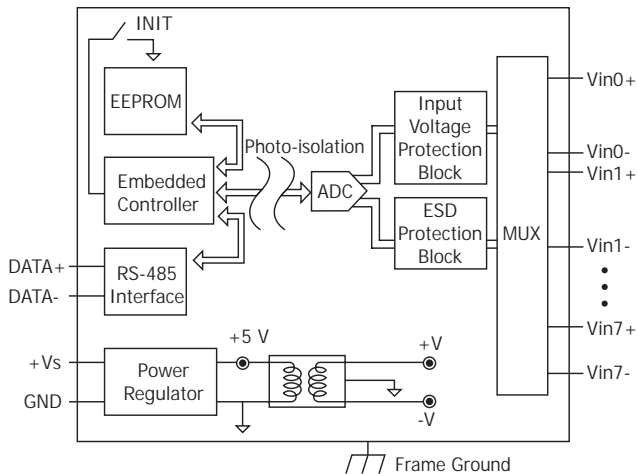 INIT
EEPROM
Photo-isolation
Embedded
Controller
ADC
Input
Voltage
Protection
Block
ESD
Protection
Block
MUX
Vin0+
Vin0-
Vin1+
Vin1-
Vin7+
Vin7-
DATA+
DATA-
RS-485
Interface
+Vs
GND
Power
Regulator
+5 V
+V
-V
Frame Ground